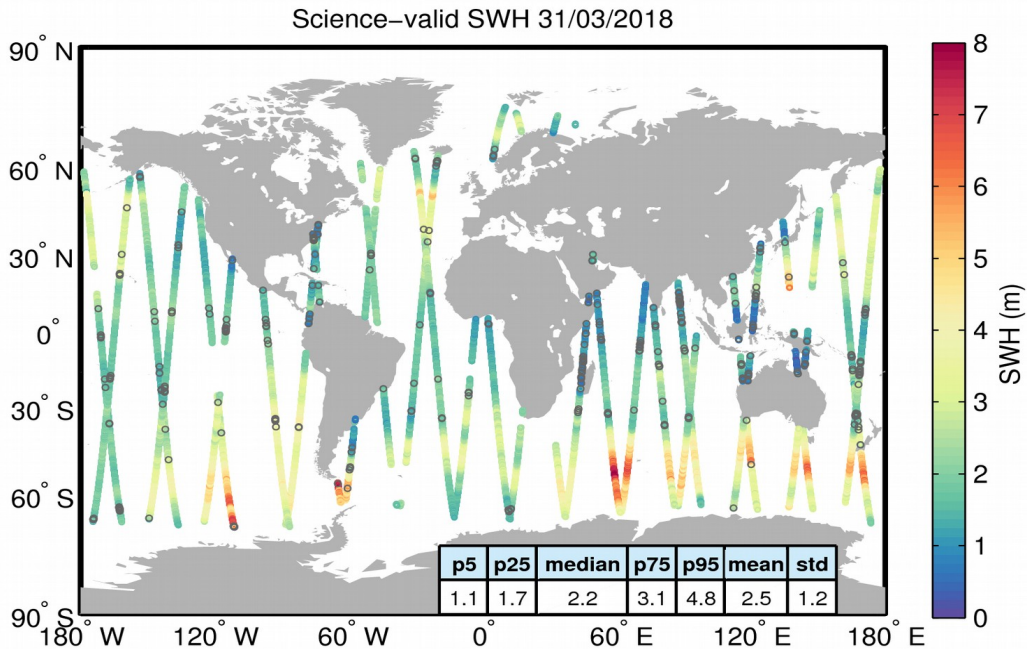 Science−valid SWH 31/03/2018
90° N
60° N
30° N
0°
30° S
60° S
90° S
180° W 120° W 60° W 0° 60° E 120° E 180° E
p5 p25 median p75 p95 mean std
1.1 1.7 2.2 3.1 4.8 2.5 1.2
8
7
6
5
4
3
2
1
0
SWH (m)